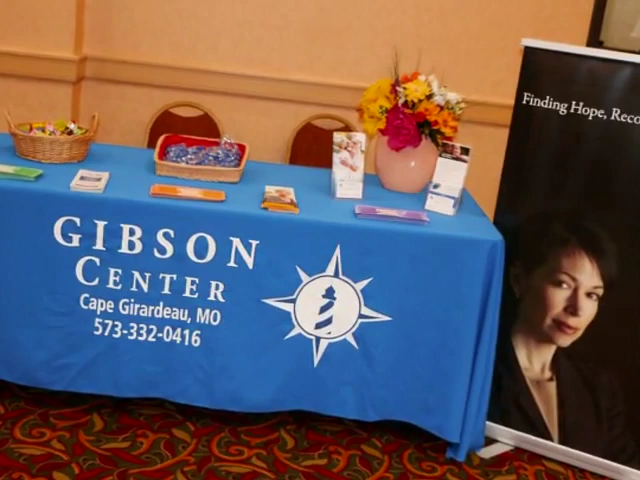 Finding Hope, Reco
GIBSON
CENTER
Cape Girardeau, MO
573-332-0416